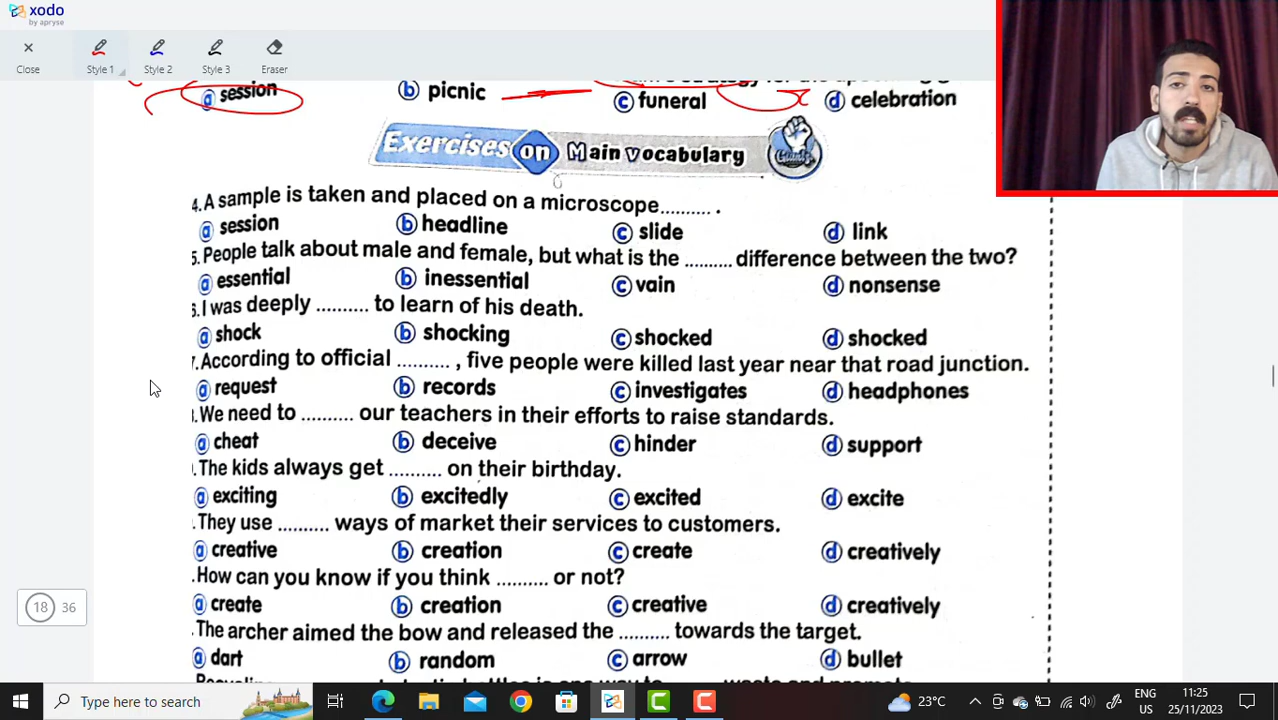 xodo
by apryse
Close
Style 1
Style 2
Style 3
Eraser
a session b picnic c funeral d celebration
Exercises on Main Vocabulary
4.A sample is taken and placed on a microscope.......... .
a session b headline c slide d link
5.People talk about male and female, but what is the .......... difference between the two?
a essential b inessential c vain d nonsense
6.I was deeply .......... to learn of his death.
a shock b shocking c shocked d shocked
7.According to official .......... , five people were killed last year near that road junction.
a request b records c investigates d headphones
.We need to .......... our teachers in their efforts to raise standards.
a cheat b deceive c hinder d support
.The kids always get .......... on their birthday.
a exciting b excitedly c excited d excite
.They use .......... ways of market their services to customers.
a creative b creation c create d creatively
.How can you know if you think .......... or not?
a create b creation c creative d creatively
.The archer aimed the bow and released the .......... towards the target.
a dart b random c arrow d bullet
18 36
Type here to search
23°C
ENG
US
11:25
25/11/2023